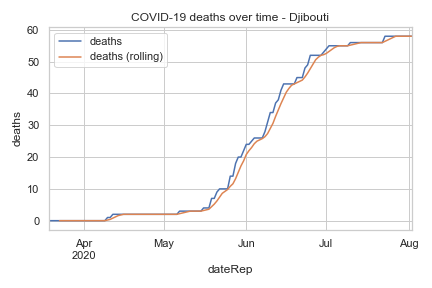 COVID-19 deaths over time - Djibouti
deaths
deaths (rolling)
60
50
40
30
20
10
0
deaths
Apr
2020
May
Jun
Jul
Aug
dateRep